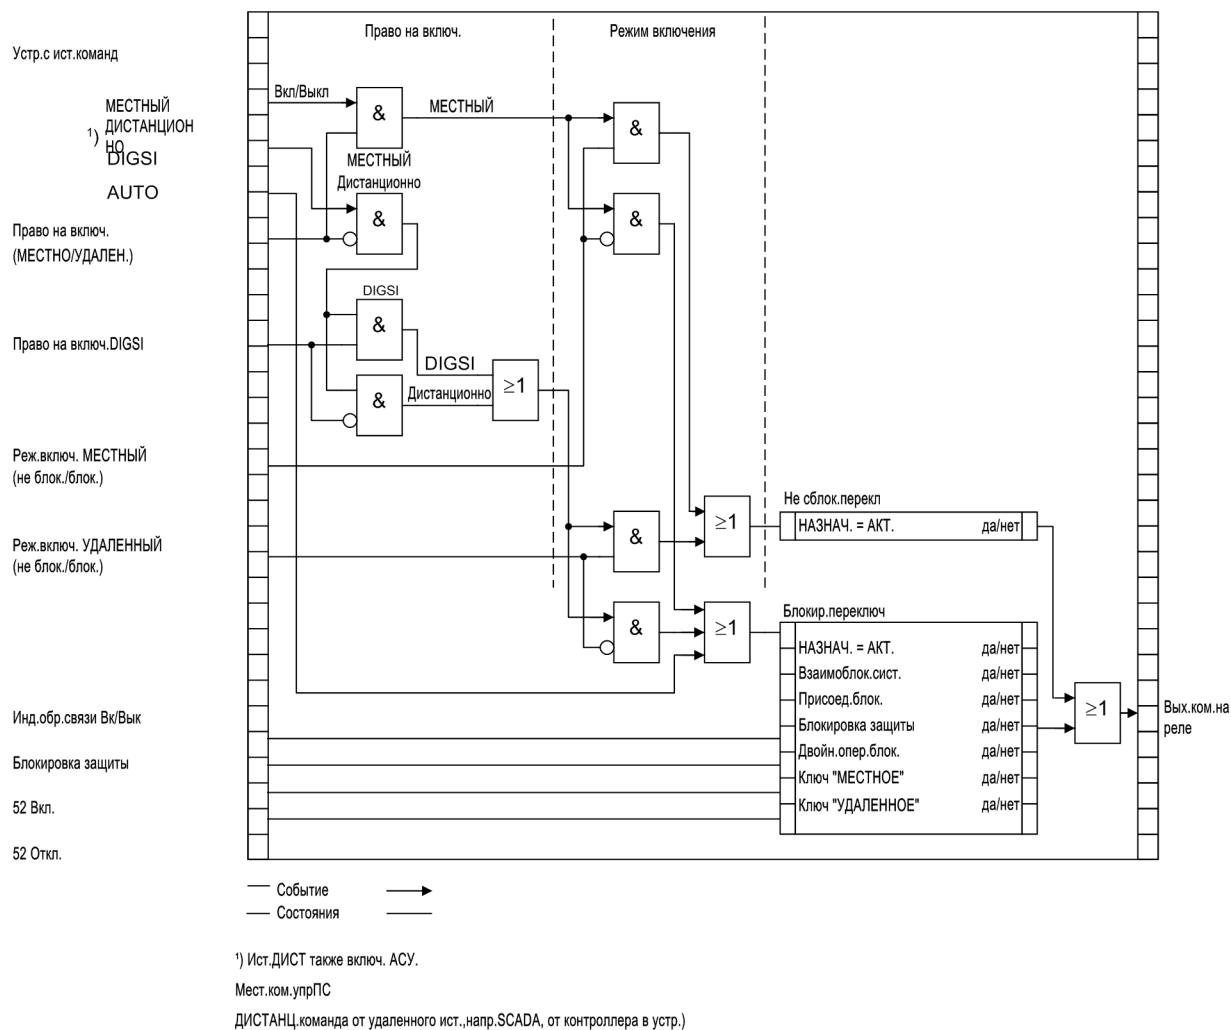 Право на включ.
Режим включения
Устр.с ист.команд
Вкл/Выкл
МЕСТНЫЙ
ДИСТАНЦИОН
НО
1)
DIGSI
AUTO
&
МЕСТНЫЙ
&
МЕСТНЫЙ
Дистанционно
&
&
Право на включ.
(МЕСТНО/УДАЛЕН.)
DIGSI
&
Право на включ.DIGSI
DIGSI
≥1
&
Дистанционно
Реж.включ. МЕСТНЫЙ
(не блок./блок.)
Не сблок.перекл
&
≥1
НАЗНАЧ. = АКТ. да/нет
Реж.включ. УДАЛЕННЫЙ
(не блок./блок.)
Блокир.переключ
&
≥1
НАЗНАЧ. = АКТ. да/нет
Взаимоблок.сист. да/нет
Присоед.блок. да/нет
Блокировка защиты да/нет
Двойн.опер.блок. да/нет
Ключ "МЕСТНОЕ" да/нет
Ключ "УДАЛЕННОЕ" да/нет
≥1
Вых.ком.на
реле
Инд.обр.связи Вк/Вык
Блокировка защиты
52 Вкл.
52 Откл.
Событие
Состояния
1) Ист.ДИСТ также включ. АСУ.
Мест.ком.упрПС
ДИСТАНЦ.команда от удаленного ист.,напр.SCADA, от контроллера в устр.)